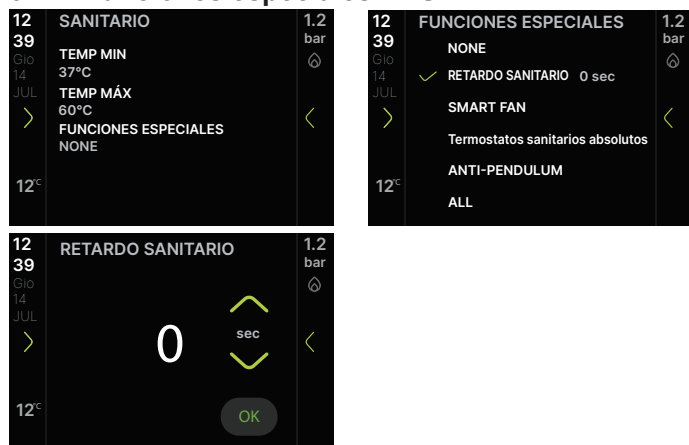 12
39
Gio
14
JUL
12°C
SANITARIO
TEMP MIN
37°C
TEMP MÁX
60°C
FUNCIONES ESPECIALES
NONE
1.2
bar
12
39
Gio
14
JUL
12°C
FUNCIONES ESPECIALES
NONE
RETARDO SANITARIO 0 sec
SMART FAN
Termostatos sanitarios absolutos
ANTI-PENDULUM
ALL
1.2
bar
12
39
Gio
14
JUL
12°C
RETARDO SANITARIO
0
sec
OK
1.2
bar